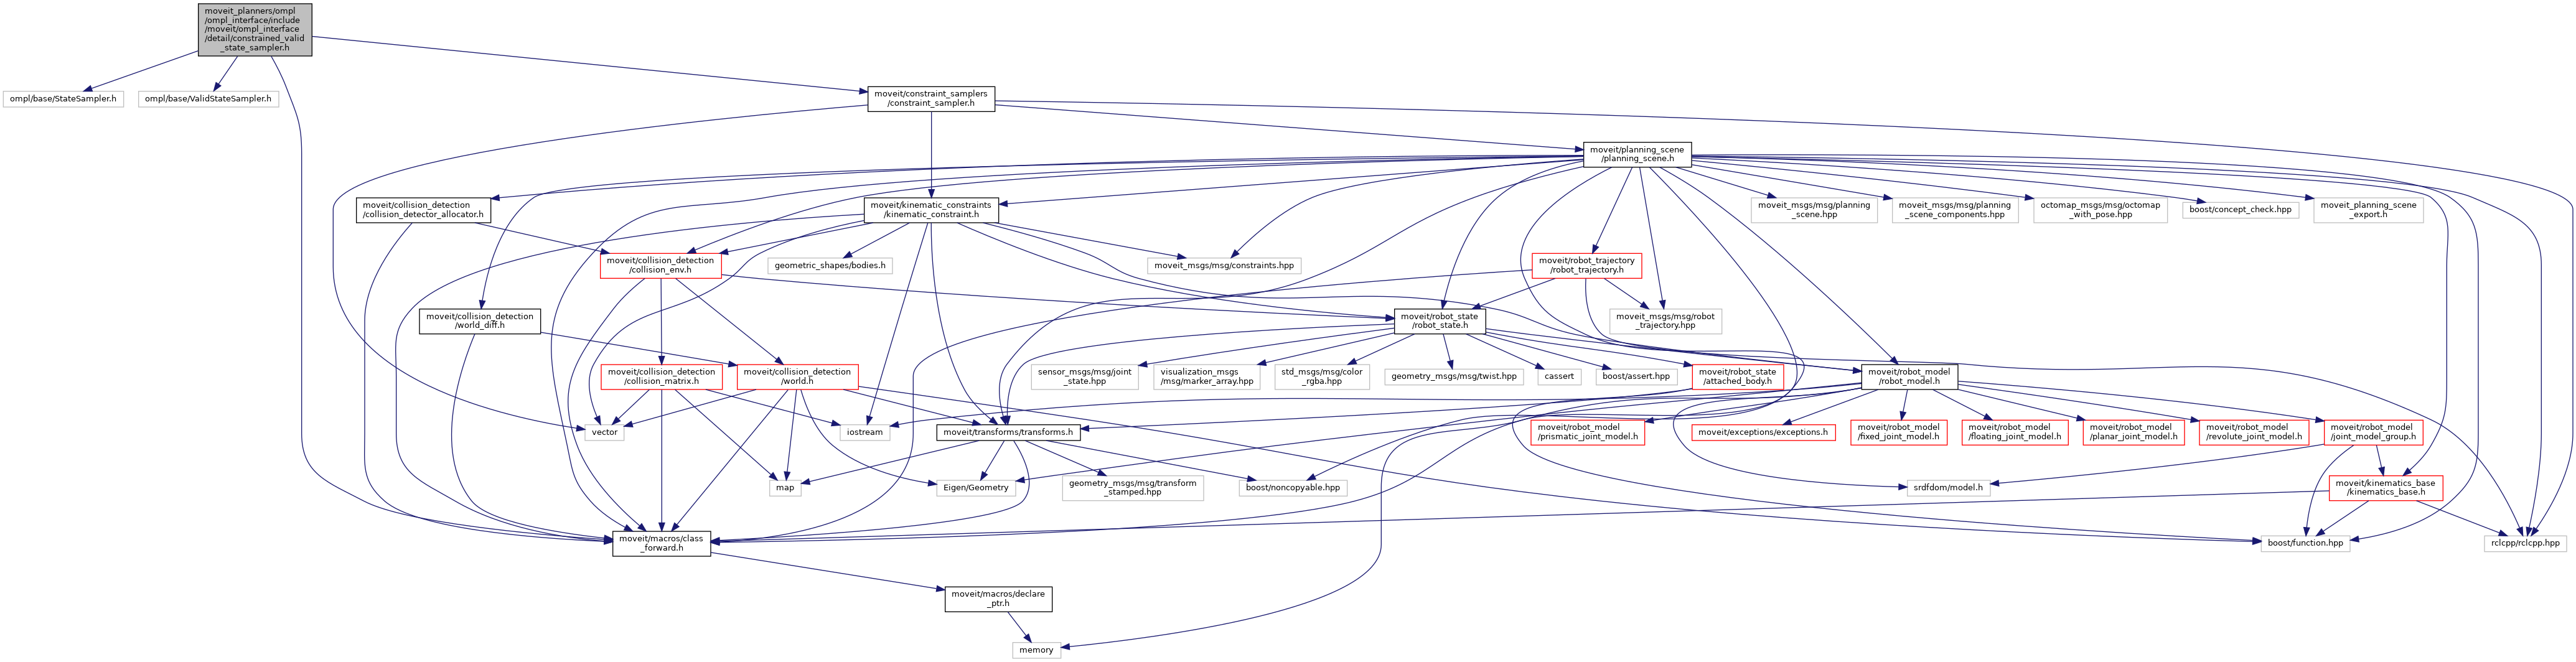 moveit_planners/ompl
/ompl_interface/include
/moveit/ompl_interface
/detail/constrained_valid
_state_sampler.h
ompl/base/StateSampler.h
ompl/base/ValidStateSampler.h
moveit/constraint_samplers
/constraint_sampler.h
moveit/planning_scene
/planning_scene.h
moveit/collision_detection
/collision_detector_allocator.h
moveit/kinematic_constraints
/kinematic_constraint.h
moveit_msgs/msg/planning
_scene.hpp
moveit_msgs/msg/planning
_scene_components.hpp
octomap_msgs/msg/octomap
_with_pose.hpp
boost/concept_check.hpp
moveit_planning_scene
_export.h
moveit/collision_detection
/collision_env.h
geometric_shapes/bodies.h
moveit_msgs/msg/constraints.hpp
moveit/robot_trajectory
/robot_trajectory.h
moveit/collision_detection
/world_diff.h
moveit/robot_state
/robot_state.h
moveit_msgs/msg/robot
_trajectory.hpp
moveit/collision_detection
/collision_matrix.h
moveit/collision_detection
/world.h
sensor_msgs/msg/joint
_state.hpp
visualization_msgs
/msg/marker_array.hpp
std_msgs/msg/color
_rgba.hpp
geometry_msgs/msg/twist.hpp
cassert
boost/assert.hpp
moveit/robot_state
/attached_body.h
moveit/robot_model
/robot_model.h
vector
iostream
moveit/transforms/transforms.h
moveit/robot_model
/prismatic_joint_model.h
moveit/exceptions/exceptions.h
moveit/robot_model
/fixed_joint_model.h
moveit/robot_model
/floating_joint_model.h
moveit/robot_model
/planar_joint_model.h
moveit/robot_model
/revolute_joint_model.h
moveit/robot_model
/joint_model_group.h
map
Eigen/Geometry
geometry_msgs/msg/transform
_stamped.hpp
boost/noncopyable.hpp
srdfdom/model.h
moveit/kinematics_base
/kinematics_base.h
moveit/macros/class
_forward.h
boost/function.hpp
rclcpp/rclcpp.hpp
moveit/macros/declare
_ptr.h
memory